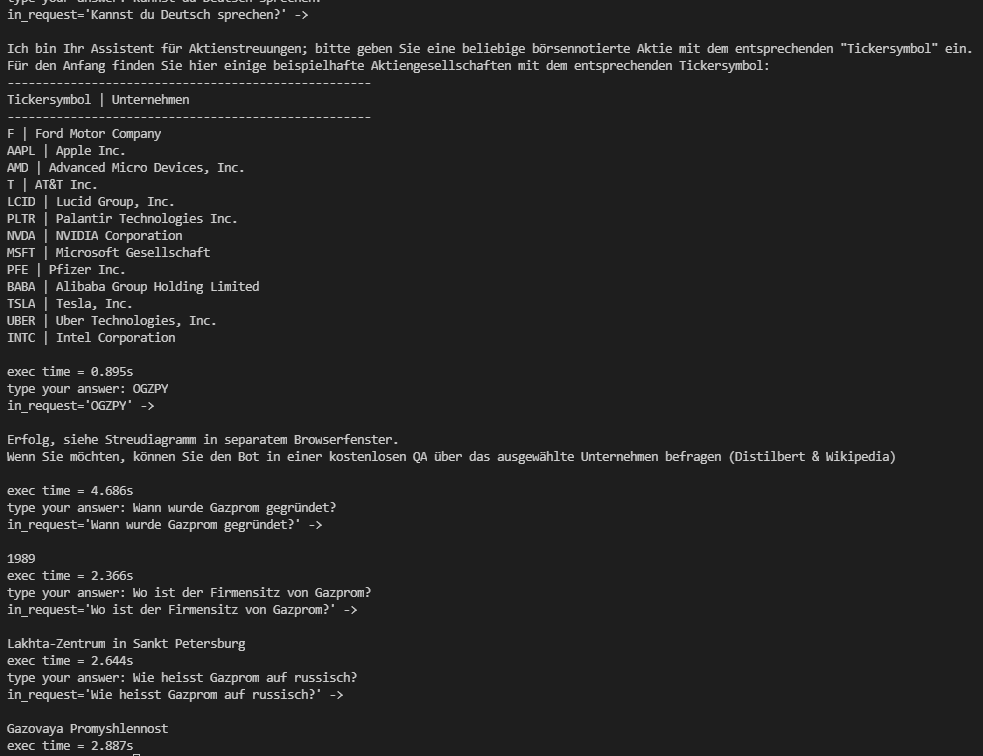 type your answer: Kannst du Deutsch sprechen?
in_request='Kannst du Deutsch sprechen?' ->
Ich bin Ihr Assistent für Aktienstreuungen; bitte geben Sie eine beliebige börsennotierte Aktie mit dem entsprechenden "Tickersymbol" ein.
Für den Anfang finden Sie hier einige beispielhafte Aktiengesellschaften mit dem entsprechenden Tickersymbol:
----------------------------------------------------
Tickersymbol | Unternehmen
----------------------------------------------------
F | Ford Motor Company
AAPL | Apple Inc.
AMD | Advanced Micro Devices, Inc.
T | AT&T Inc.
LCID | Lucid Group, Inc.
PLTR | Palantir Technologies Inc.
NVDA | NVIDIA Corporation
MSFT | Microsoft Gesellschaft
PFE | Pfizer Inc.
BABA | Alibaba Group Holding Limited
TSLA | Tesla, Inc.
UBER | Uber Technologies, Inc.
INTC | Intel Corporation
exec time = 0.895s
type your answer: OGZPY
in_request='OGZPY' ->
Erfolg, siehe Streudiagramm in separatem Browserfenster.
Wenn Sie möchten, können Sie den Bot in einer kostenlosen QA über das ausgewählte Unternehmen befragen (Distilbert & Wikipedia)
exec time = 4.686s
type your answer: Wann wurde Gazprom gegründet?
in_request='Wann wurde Gazprom gegründet?' ->
1989
exec time = 2.366s
type your answer: Wo ist der Firmensitz von Gazprom?
in_request='Wo ist der Firmensitz von Gazprom?' ->
Lakhta-Zentrum in Sankt Petersburg
exec time = 2.644s
type your answer: Wie heisst Gazprom auf russisch?
in_request='Wie heisst Gazprom auf russisch?' ->
Gazovaya Promyshlennost
exec time = 2.887s